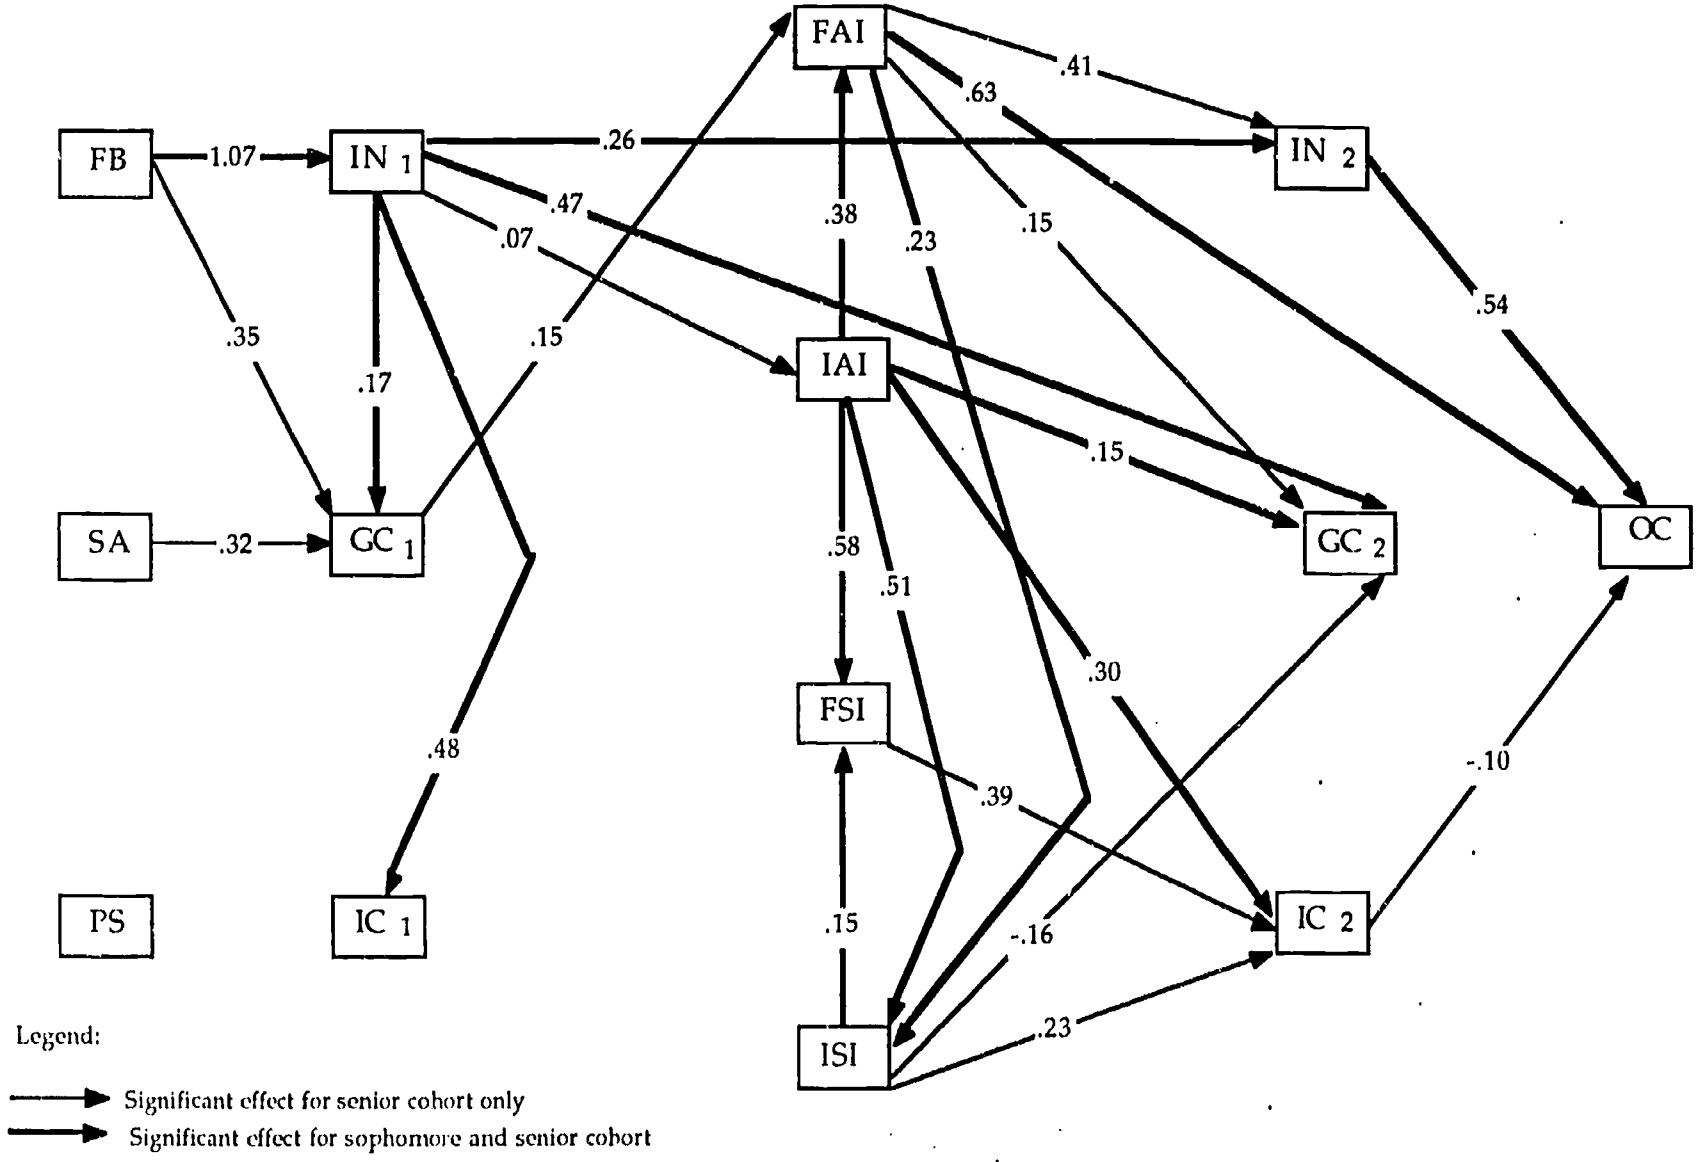 FAI
.41
.63
FB
1.07
IN 1
.26
IN 2
.47
.07
.38
.23
.15
.35
.17
.15
.54
IAI
.15
SA
.32
GC 1
.58
.51
GC 2
OC
.30
FSI
.48
.39
-.10
PS
IC 1
.15
-.16
IC 2
Legend:
ISI
.23
Significant effect for senior cohort only
Significant effect for sophomore and senior cohort